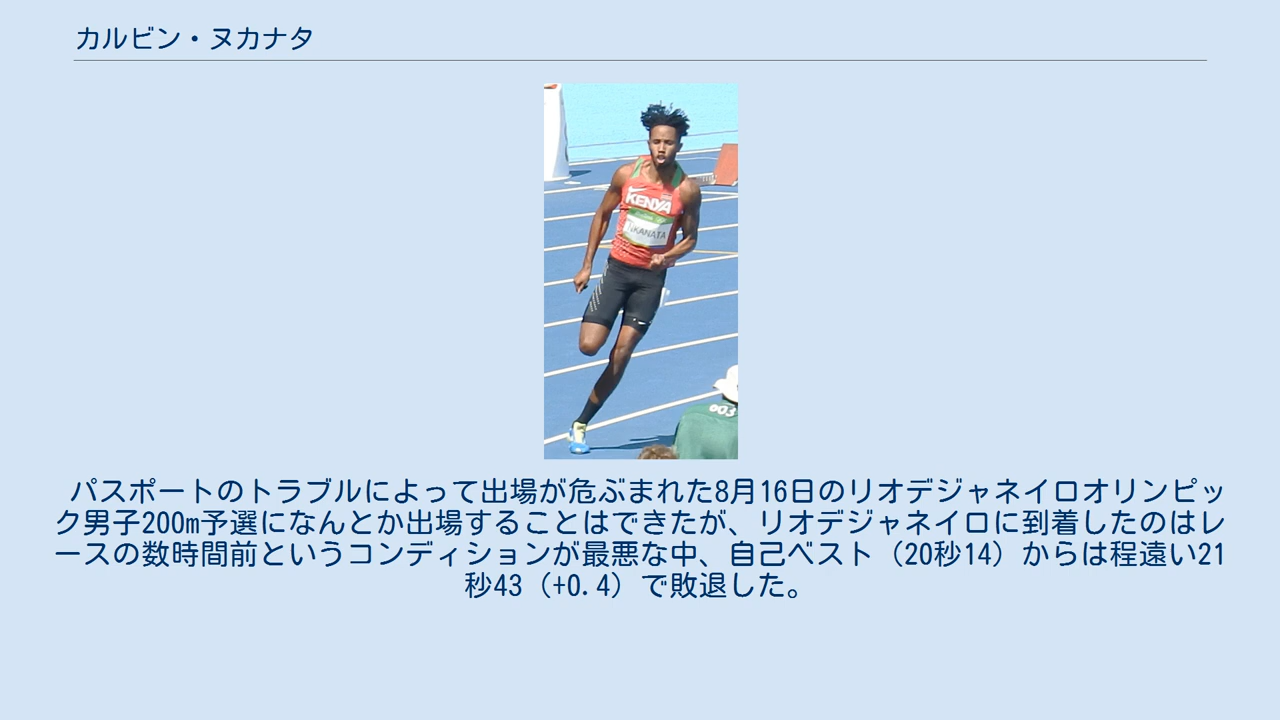 カルビン・ヌカナタ
KENYA
NKANATA
003
パスポートのトラブルによって出場が危ぶまれた8月16日のリオデジャネイロオリンピッ
ク男子200m予選になんとか出場することはできたが、リオデジャネイロに到着したのはレ
ースの数時間前というコンディションが最悪な中、自己ベスト（20秒14）からは程遠い21
秒43（+0.4）で敗退した。